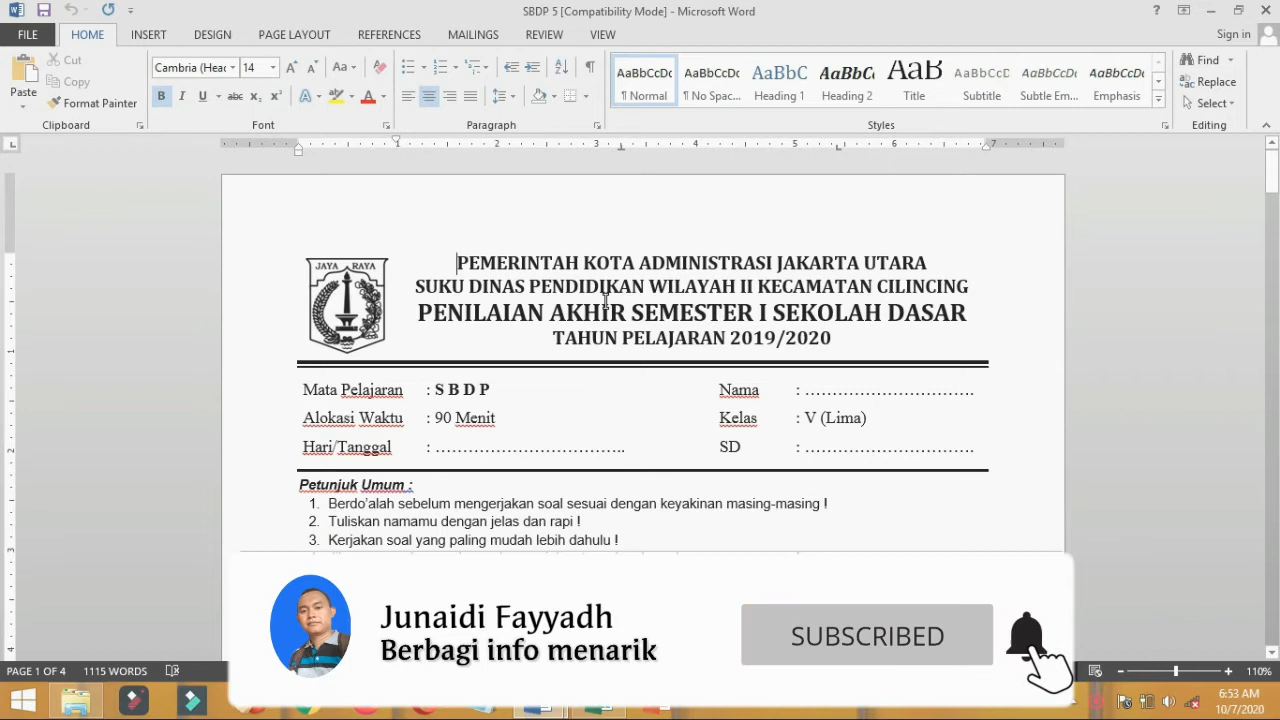 SBDP 5 [Compatibility Mode] - Microsoft Word
FILE HOME INSERT DESIGN PAGE LAYOUT REFERENCES MAILINGS REVIEW VIEW Sign in
Paste
Cut
Copy
Format Painter
Clipboard
Cambria (Hea 14
Font
Paragraph
AaBbCcDc AaBbCcDc AaBbC AaBbC AaB AaBbCcD AaBbCcDc AaBbCcDc
¶ Normal ¶ No Spac... Heading 1 Heading 2 Title Subtitle Subtle Em... Emphasis
Styles
Find
Replace
Select
Editing
JAYA RAYA
PEMERINTAH KOTA ADMINISTRASI JAKARTA UTARA
SUKU DINAS PENDIDIKAN WILAYAH II KECAMATAN CILINCING
PENILAIAN AKHIR SEMESTER I SEKOLAH DASAR
TAHUN PELAJARAN 2019/2020
Mata Pelajaran : S B D P Nama : ………………………….
Alokasi Waktu : 90 Menit Kelas : V (Lima)
Hari/Tanggal : …………………………….. SD : ………………………….
Petunjuk Umum :
1. Berdo'alah sebelum mengerjakan soal sesuai dengan keyakinan masing-masing !
2. Tuliskan namamu dengan jelas dan rapi !
3. Kerjakan soal yang paling mudah lebih dahulu !
Junaidi Fayyadh
Berbagi info menarik
SUBSCRIBED
PAGE 1 OF 4 1115 WORDS 110%
6:53 AM
10/7/2020